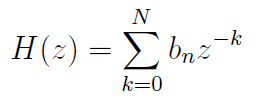 H(z) = \sum_{k=0}^{N} b_n z^{-k}